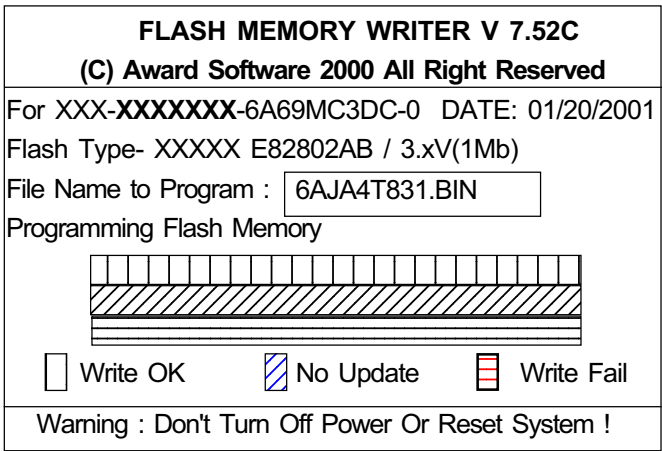 FLASH MEMORY WRITER V 7.52C
(C) Award Software 2000 All Right Reserved
For XXX-XXXXXXX-6A69MC3DC-0 DATE: 01/20/2001
Flash Type- XXXXX E82802AB / 3.xV(1Mb)
File Name to Program : 6AJA4T831.BIN
Programming Flash Memory
Write OK No Update Write Fail
Warning : Don't Turn Off Power Or Reset System !